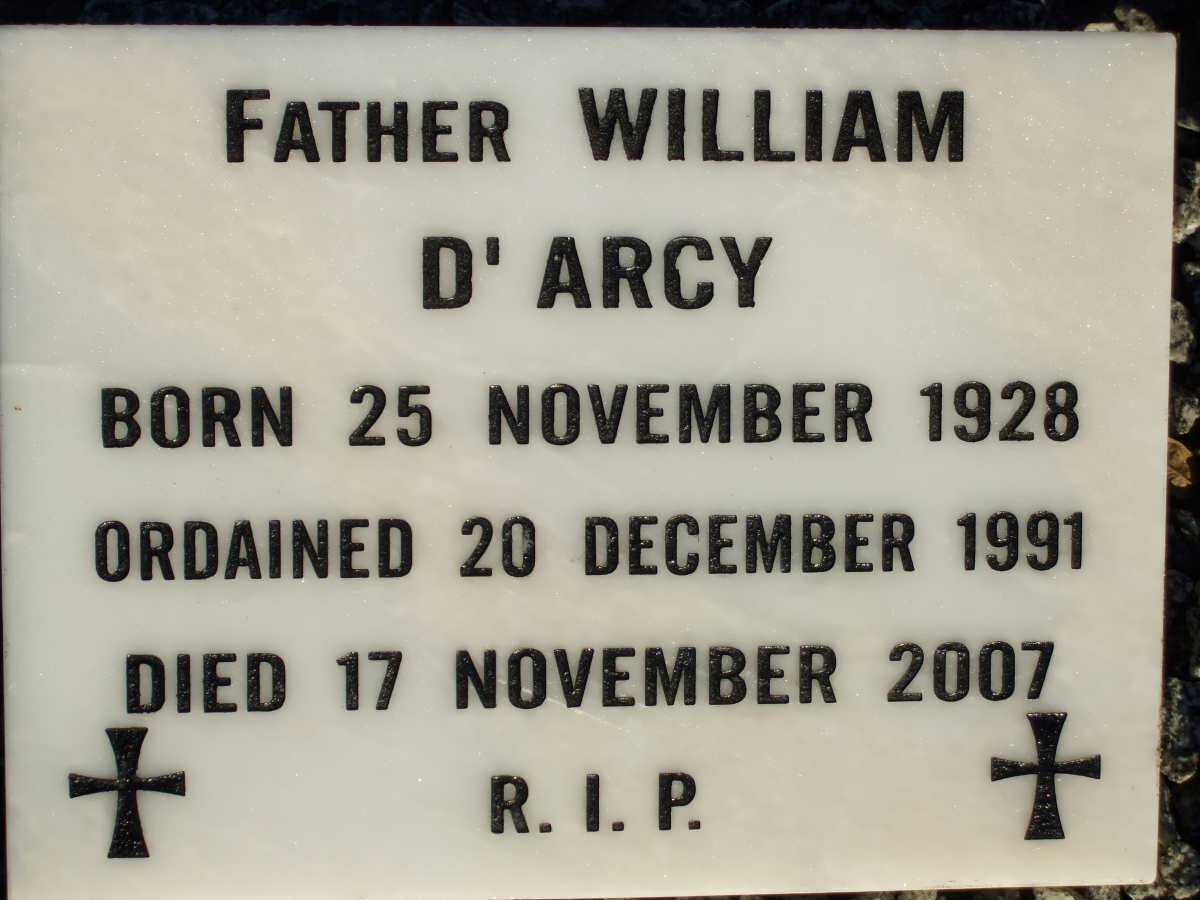 FATHER WILLIAM
D' ARCY
BORN 25 NOVEMBER 1928
ORDAINED 20 DECEMBER 1991
DIED 17 NOVEMBER 2007
R. I. P.